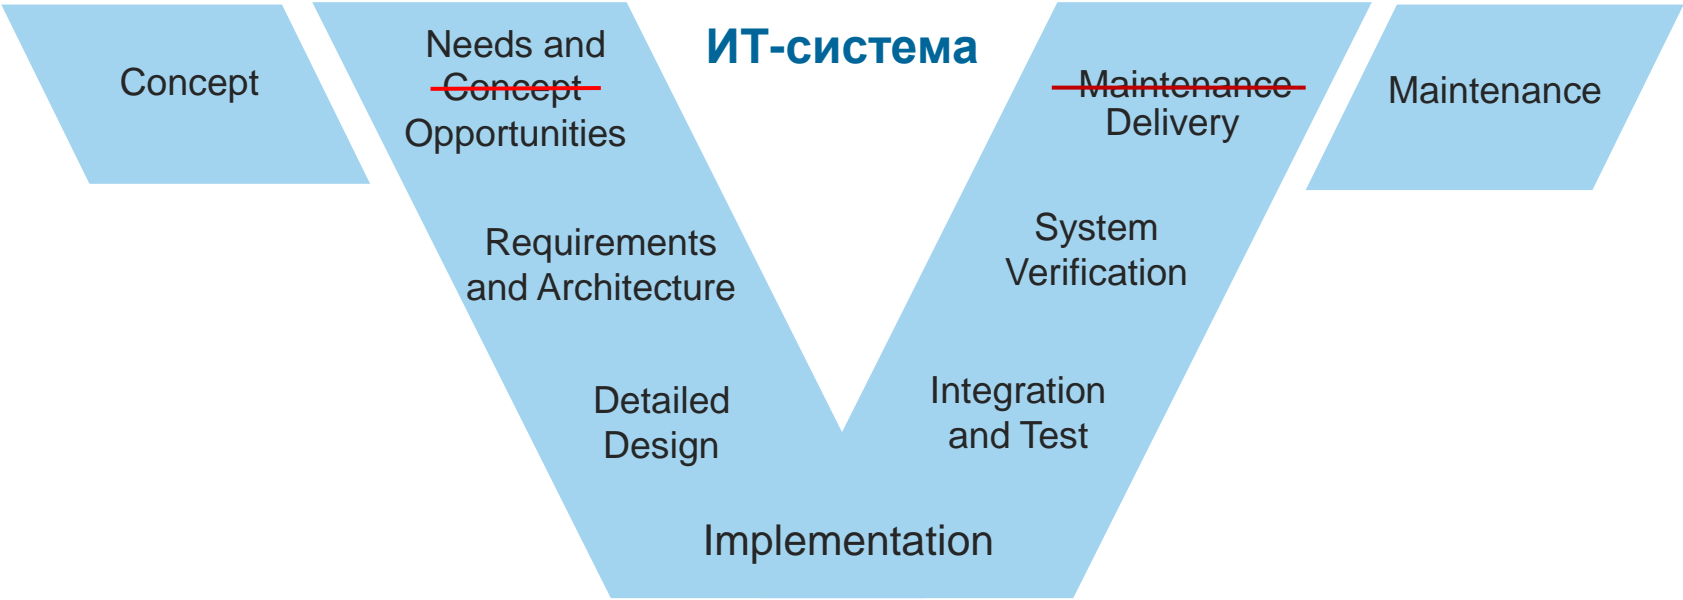 ИТ-система
Concept
Needs and
Concept
Opportunities
Requirements
and Architecture
Detailed
Design
Implementation
Integration
and Test
System
Verification
Maintenance
Delivery
Maintenance